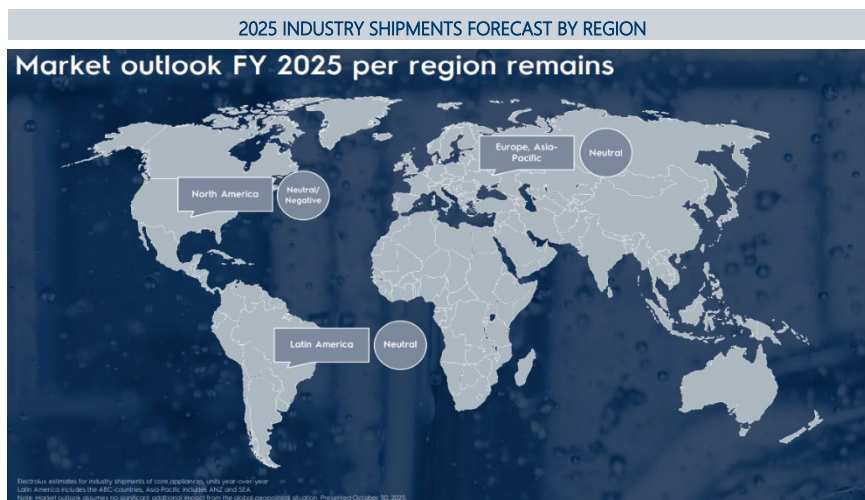 2025 INDUSTRY SHIPMENTS FORECAST BY REGION
Market outlook FY 2025 per region remains
Europe, Asia-
Pacific
Neutral
North America
Neutral/
Negative
Latin America
Neutral
Electrolux estimates for industry shipments of core appliances, units year-over-year
Latin America includes the ABC-countries, Asia-Pacific includes ANZ and SEA.
Note: Market outlook assumes no significant additional impact from the global geopolitical situation. Presented October 30, 2025.